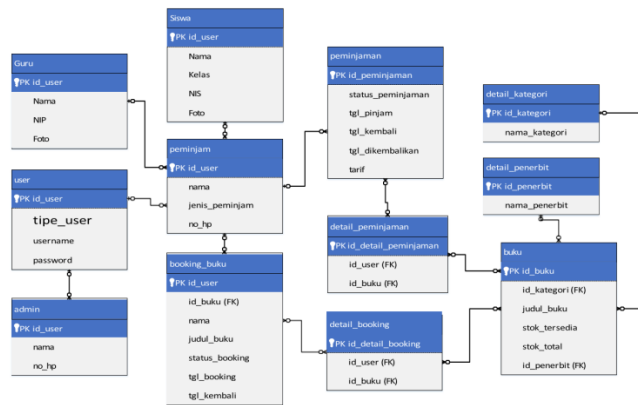 Siswa
PK id_user
Nama
Kelas
NIS
Foto
Guru
PK id_user
Nama
NIP
Foto
peminjaman
PK id_peminjaman
status_peminjaman
tgl_pinjam
tgl_kembali
tgl_dikembalikan
tarif
detail_kategori
PK id_kategori
nama_kategori
peminjam
PK id_user
nama
jenis_peminjam
no_hp
user
PK id_user
tipe_user
username
password
detail_penerbit
PK id_penerbit
nama_penerbit
detail_peminjaman
PK id_detail_peminjaman
id_user (FK)
id_buku (FK)
buku
PK id_buku
id_kategori (FK)
judul_buku
stok_tersedia
stok_total
id_penerbit (FK)
booking_buku
PK id_user
id_buku (FK)
nama
judul_buku
status_booking
tgl_booking
tgl_kembali
admin
PK id_user
nama
no_hp
detail_booking
PK id_detail_booking
id_user (FK)
id_buku (FK)